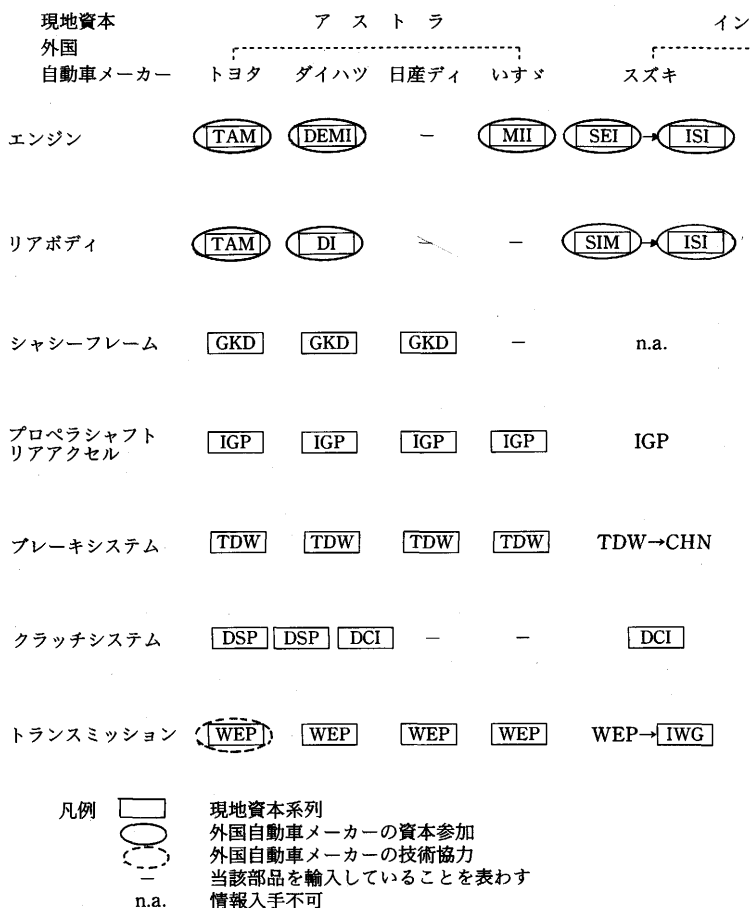 現地資本 アストラ イン
外国
自動車メーカー トヨタ ダイハツ 日産ディ いすゞ スズキ
エンジン TAM DEMI － MII SEI→ISI
リアボディ TAM DI － － SIM→ISI
シャシーフレーム GKD GKD GKD － n.a.
プロペラシャフト
リアアクセル IGP IGP IGP IGP IGP
ブレーキシステム TDW TDW TDW TDW TDW→CHN
クラッチシステム DSP DSP DCI － － DCI
トランスミッション WEP WEP WEP WEP WEP→IWG
凡例 現地資本系列
外国自動車メーカーの資本参加
外国自動車メーカーの技術協力
－ 当該部品を輸入していることを表わす
n.a. 情報入手不可